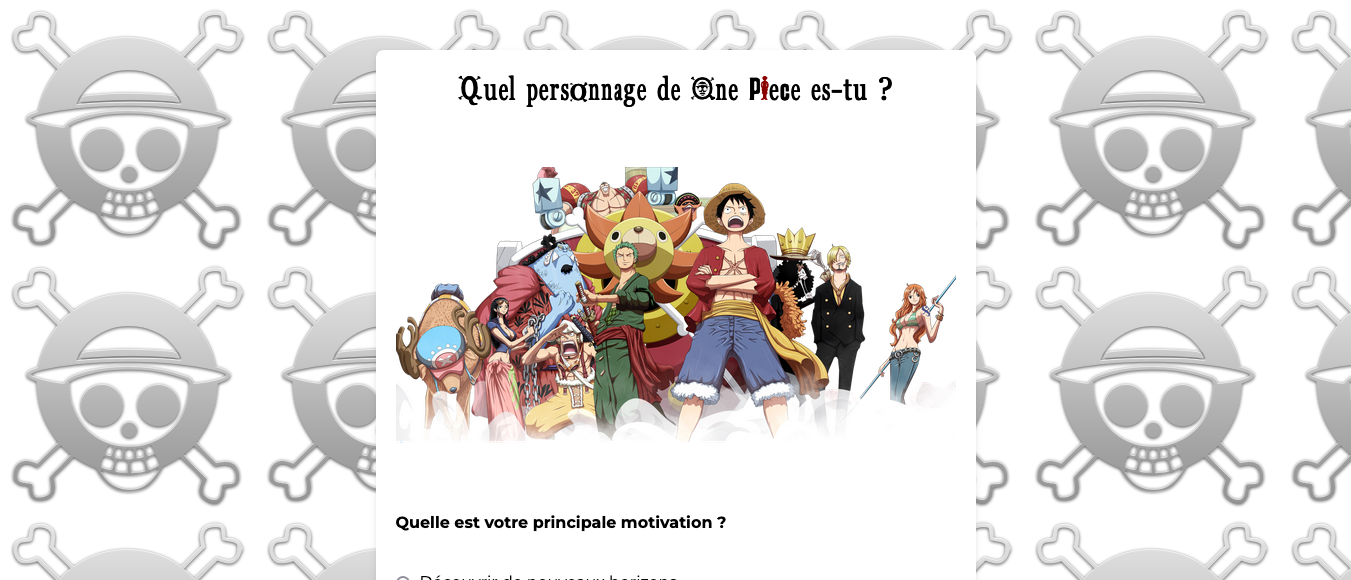 Quel personnage de One Piece es-tu ?
Quelle est votre principale motivation ?
Découvrir de nouveaux horizons